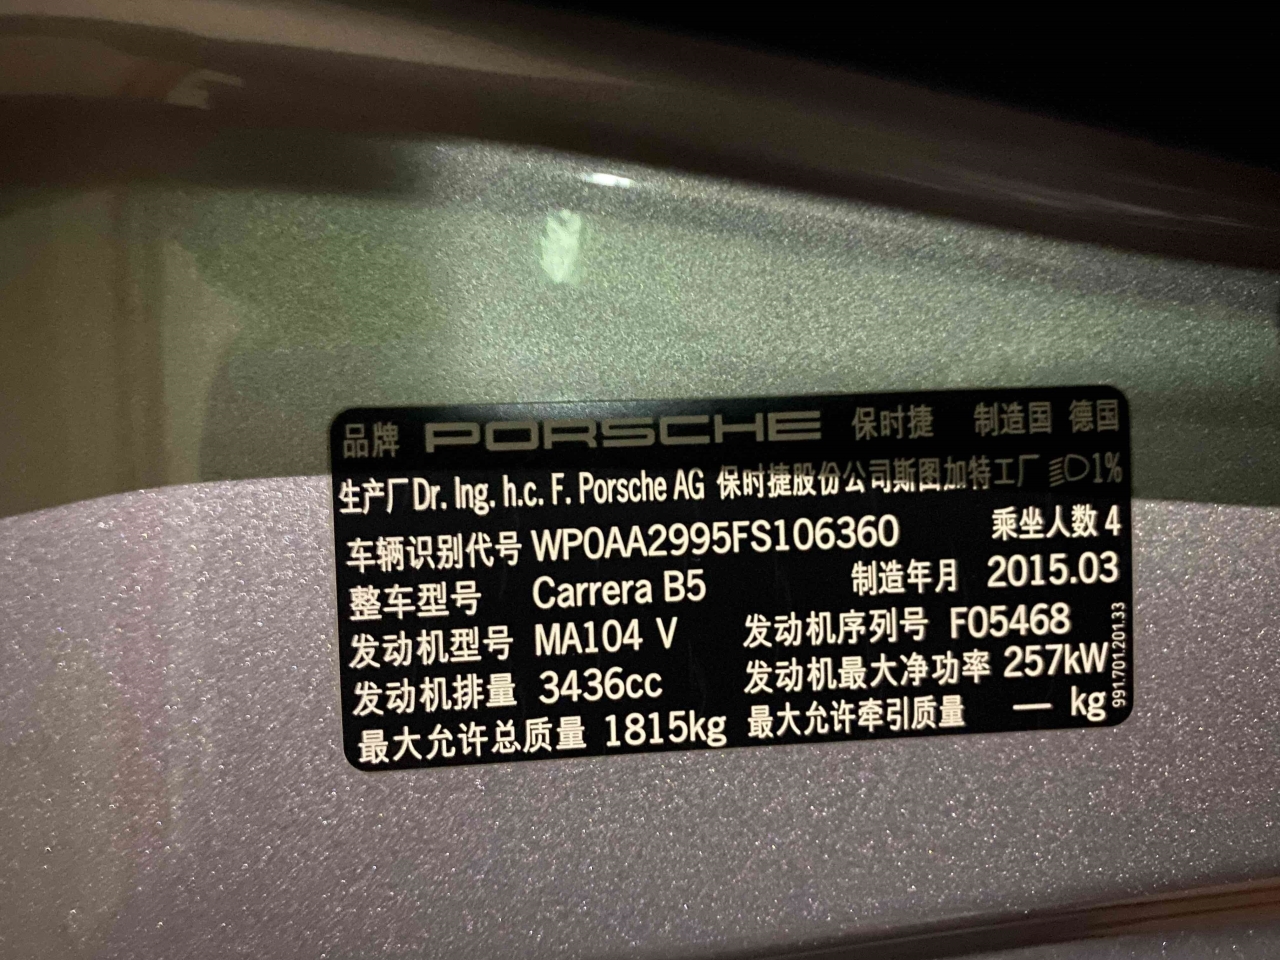 品牌 PORSCHE 保时捷 制造国 德国
生产厂 Dr. Ing. h.c. F. Porsche AG 保时捷股份公司斯图加特工厂 1%
车辆识别代号 WP0AA2995FS106360 乘坐人数 4
整车型号 Carrera B5 制造年月 2015.03
发动机型号 MA104 V 发动机序列号 F05468
发动机排量 3436cc 发动机最大净功率 257kW
最大允许总质量 1815kg 最大允许牵引质量 — kg
991.701.201.33